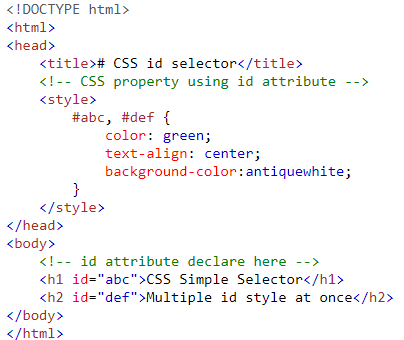 <!DOCTYPE html>
<html>
<head>
    <title># CSS id selector</title>
    <!-- CSS property using id attribute -->
    <style>
        #abc, #def {
            color: green;
            text-align: center;
            background-color:antiquewhite;
        }
    </style>
</head>
<body>
    <!-- id attribute declare here -->
    <h1 id="abc">CSS Simple Selector</h1>
    <h2 id="def">Multiple id style at once</h2>
</body>
</html>